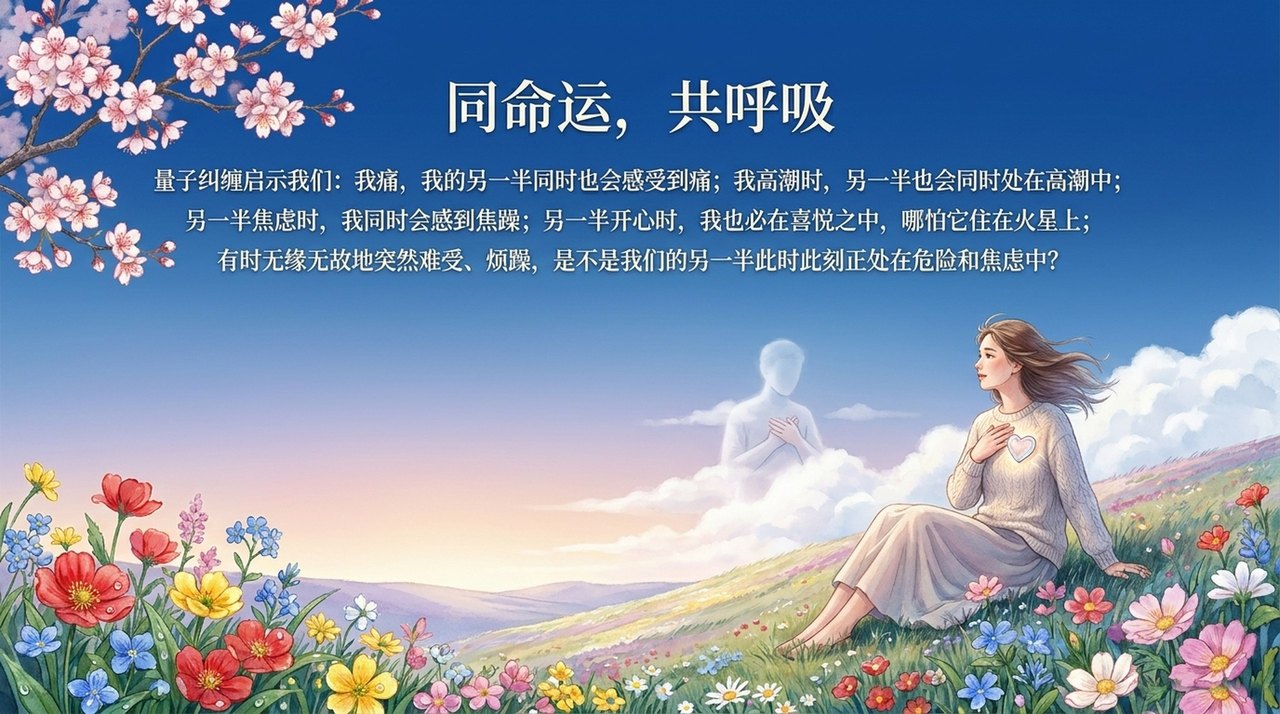 同命运，共呼吸
量子纠缠启示我们：我痛，我的另一半同时也会感受到痛；我高潮时，另一半也会同时处在高潮中；
另一半焦虑时，我同时会感到焦躁；另一半开心时，我也必在喜悦之中，哪怕它住在火星上；
有时无缘无故地突然难受、烦躁，是不是我们的另一半此时此刻正处在危险和焦虑中？